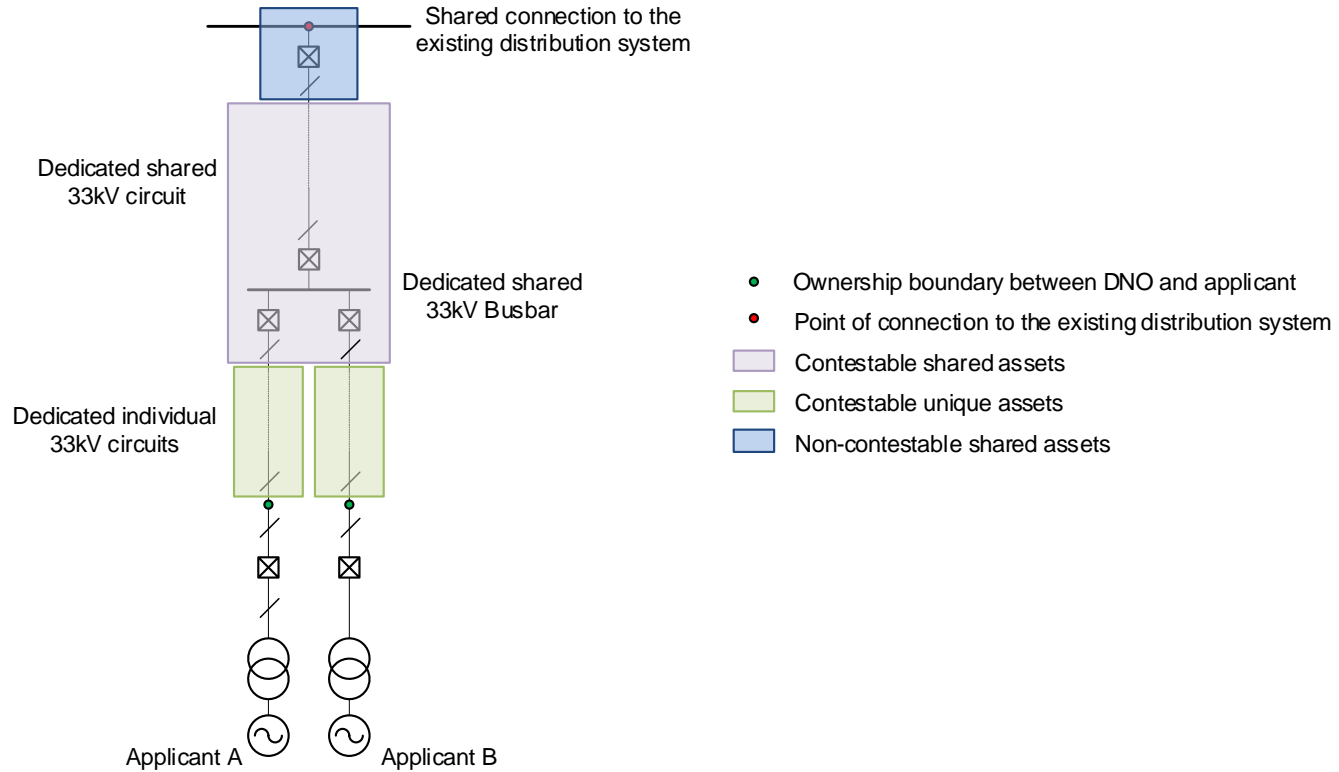 Shared connection to the
existing distribution system
Dedicated shared
33kV circuit
Dedicated shared
33kV Busbar
Dedicated individual
33kV circuits
Applicant A
Applicant B
Ownership boundary between DNO and applicant
Point of connection to the existing distribution system
Contestable shared assets
Contestable unique assets
Non-contestable shared assets